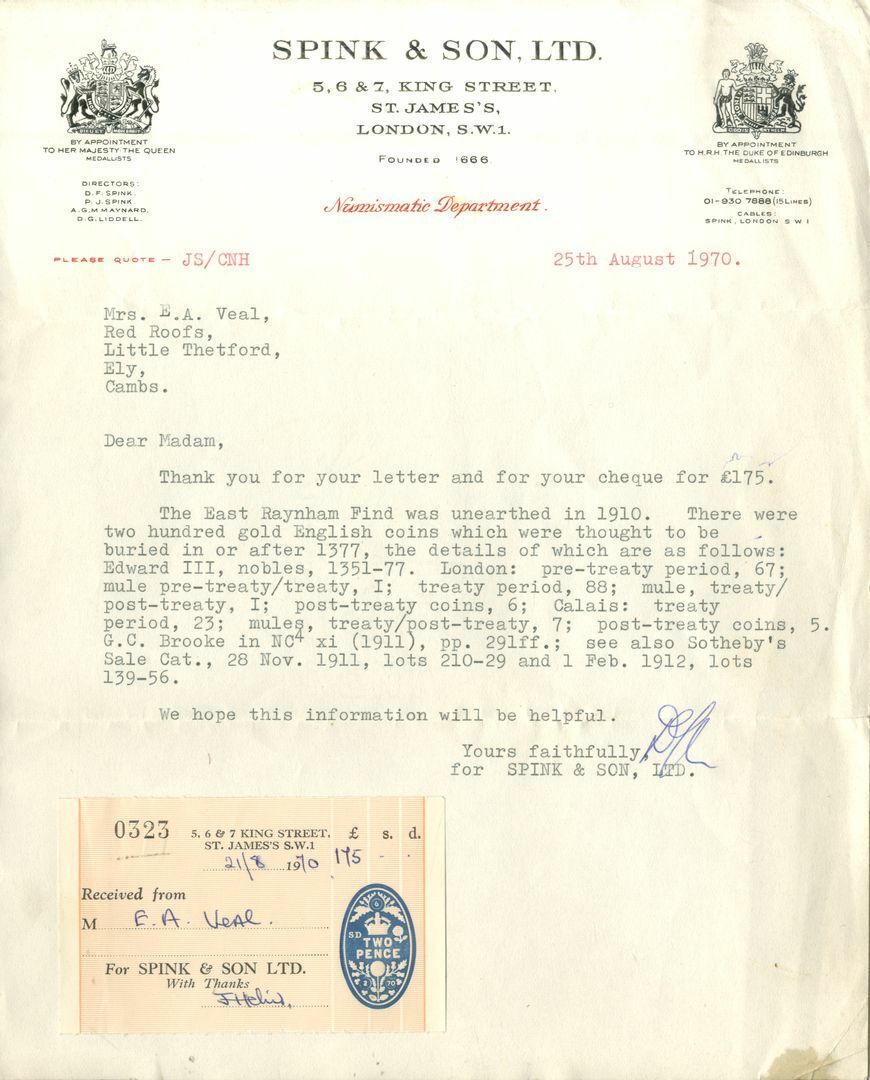 SPINK & SON, LTD.
5, 6 & 7, KING STREET,
ST. JAMES'S,
LONDON, S.W.1.
FOUNDED 1666.
Numismatic Department.
DIEU ET MON DROIT
BY APPOINTMENT
TO HER MAJESTY THE QUEEN
MEDALLISTS
DIRECTORS:
D. F. SPINK.
P. J. SPINK.
A. G. M MAYNARD.
D. G. LIDDELL.
BY APPOINTMENT
TO H.R.H. THE DUKE OF EDINBURGH
MEDALLISTS
TELEPHONE:
01-930 7888 (15 LINES)
CABLES:
SPINK, LONDON S W 1
PLEASE QUOTE – JS/CNH
25th August 1970.
Mrs. E.A. Veal,
Red Roofs,
Little Thetford,
Ely,
Cambs.
Dear Madam,
Thank you for your letter and for your cheque for £175.
The East Raynham Find was unearthed in 1910. There were
two hundred gold English coins which were thought to be
buried in or after 1377, the details of which are as follows:
Edward III, nobles, 1351-77. London: pre-treaty period, 67;
mule pre-treaty/treaty, I; treaty period, 88; mule, treaty/
post-treaty, I; post-treaty coins, 6; Calais: treaty
period, 23; mules, treaty/post-treaty, 7; post-treaty coins, 5.
G.C. Brooke in NC4 xi (1911), pp. 291ff.; see also Sotheby's
Sale Cat., 28 Nov. 1911, lots 210-29 and 1 Feb. 1912, lots
139-56.
We hope this information will be helpful.
Yours faithfully,
for SPINK & SON, LTD.
0323
5, 6 & 7 KING STREET,
ST. JAMES'S S.W.1
£ s. d.
21/8 1970
175 - .
Received from
M E. A. Veal.
For SPINK & SON LTD.
With Thanks
SD
TWO
PENCE
70